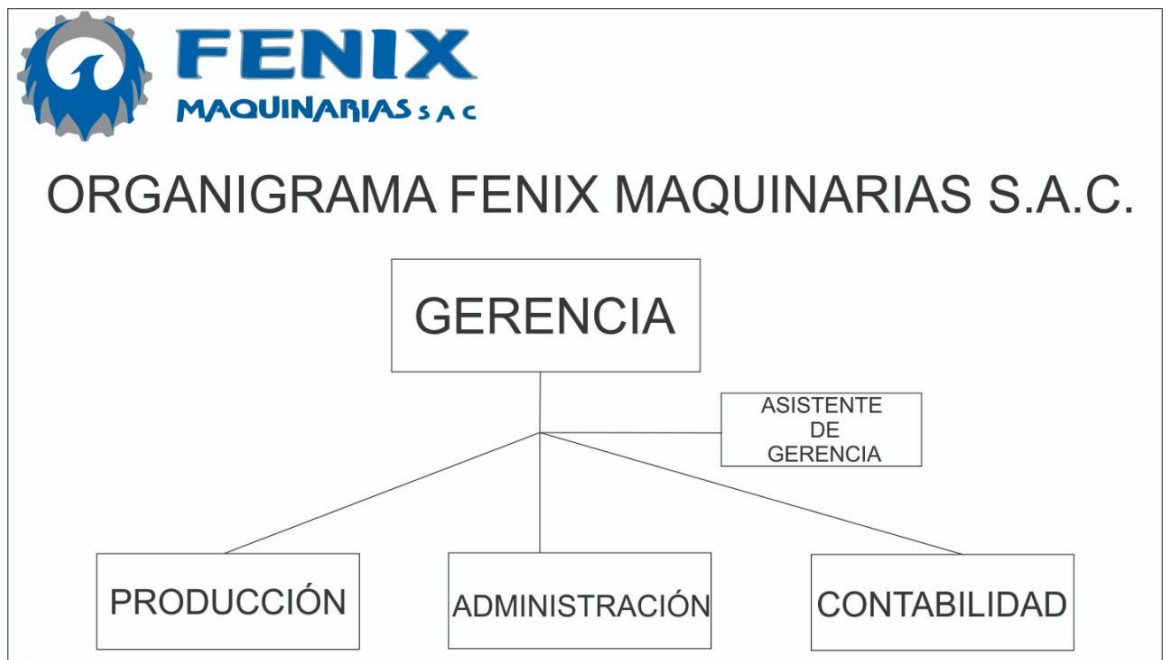 FENIX
MAQUINARIAS S A C
ORGANIGRAMA FENIX MAQUINARIAS S.A.C.
GERENCIA
ASISTENTE
DE
GERENCIA
PRODUCCIÓN
ADMINISTRACIÓN
CONTABILIDAD